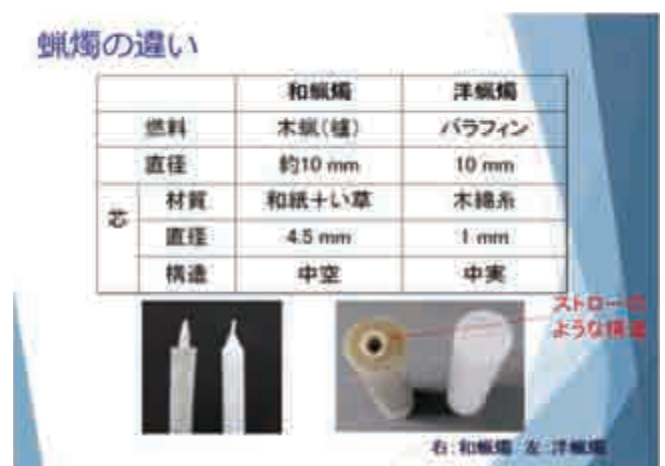 蝋燭の違い
和蝋燭 洋蝋燭
燃料 木蝋(櫨) パラフィン
直径 約10 mm 10 mm
芯 材質 和紙＋い草 木綿糸
直径 4.5 mm 1 mm
構造 中空 中実
ストローの
ような構造
右:和蝋燭 左:洋蝋燭